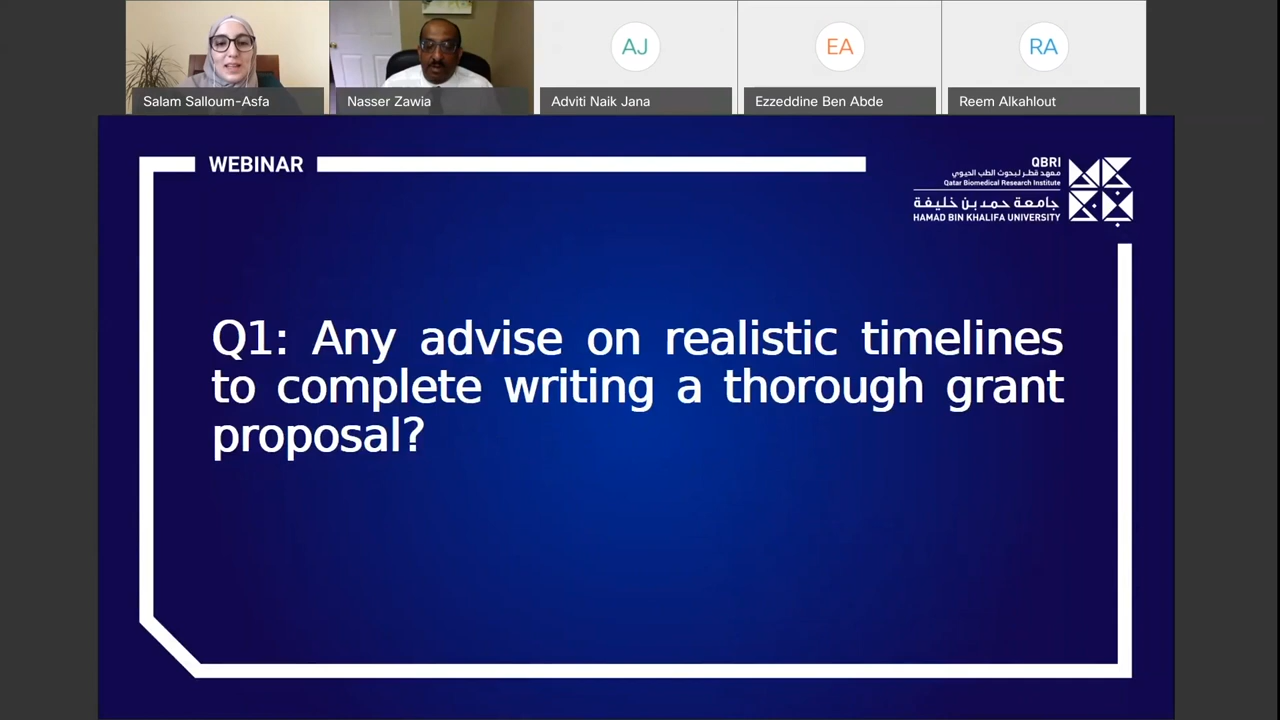 AJ
EA
RA
Salam Salloum-Asfa
Nasser Zawia
Adviti Naik Jana
Ezzeddine Ben Abde
Reem Alkahlout
WEBINAR
QBRI
معهد قطر لبحوث الطب الحيوي
Qatar Biomedical Research Institute
جامعة حمد بن خليفة
HAMAD BIN KHALIFA UNIVERSITY
Q1: Any advise on realistic timelines
to complete writing a thorough grant
proposal?